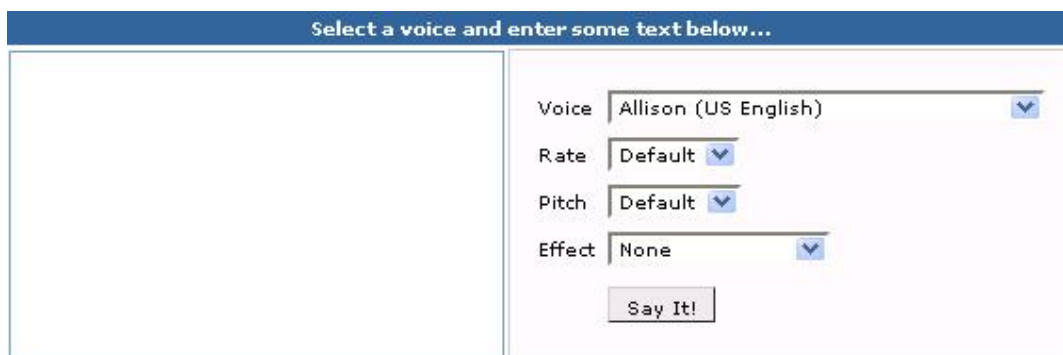 Select a voice and enter some text below...
Voice Allison (US English)
Rate Default
Pitch Default
Effect None
Say It!